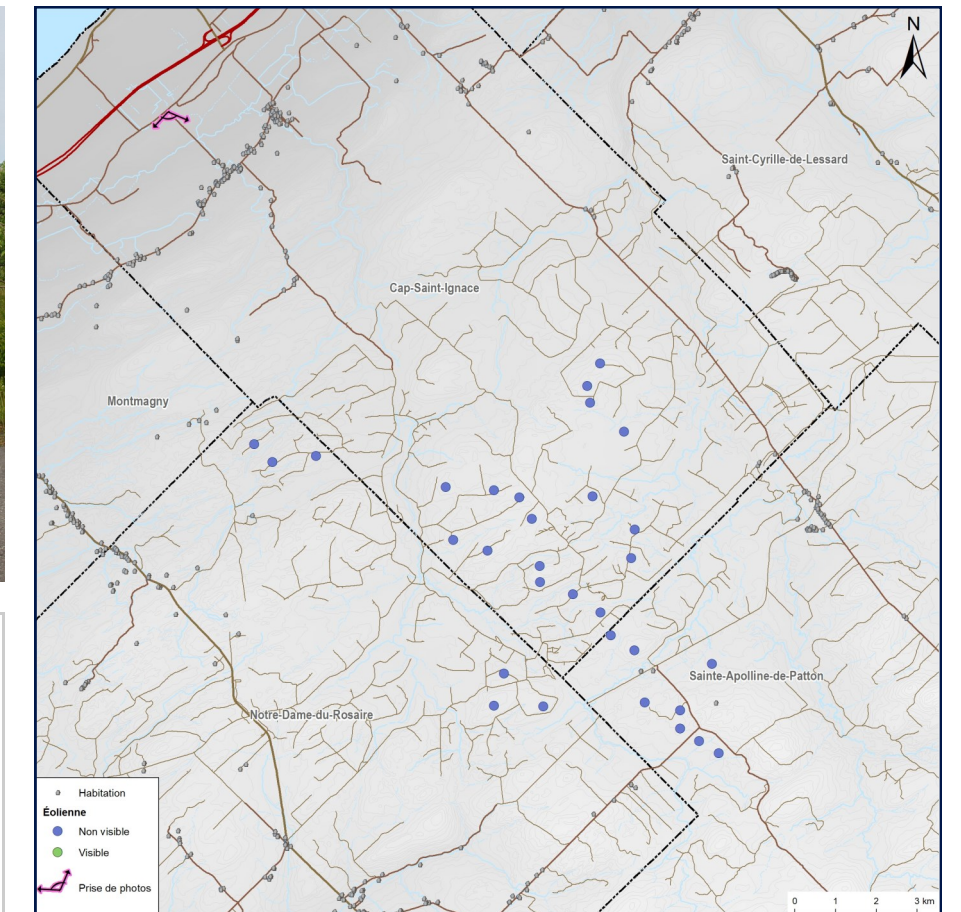 N
Saint-Cyrille-de-Lessard
Cap-Saint-Ignace
Montmagny
Sainte-Apolline-de-Patton
Notre-Dame-du-Rosaire
Habitation
Éolienne
Non visible
Visible
Prise de photos
0 1 2 3 km